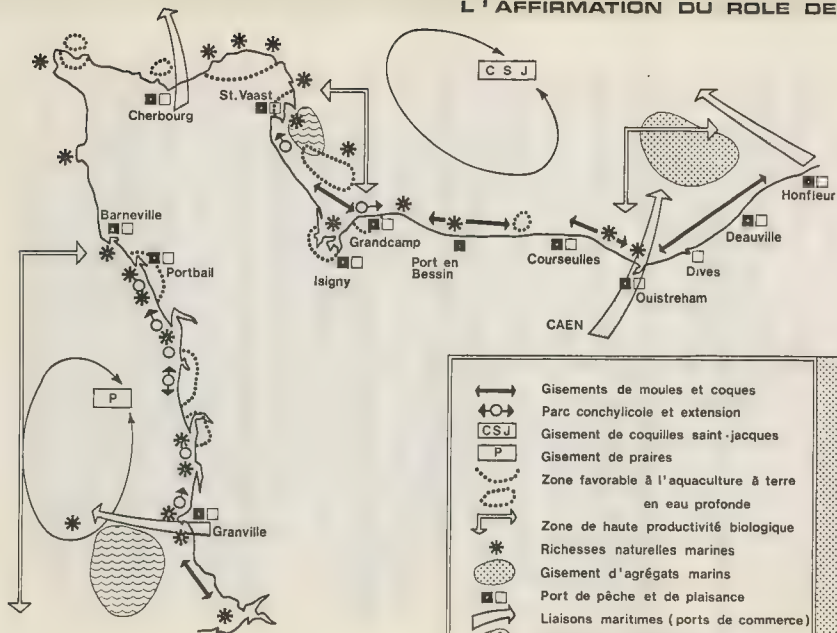 L'AFFIRMATION DU ROLE DE
CSJ
Cherbourg
St. Vaast
Honfleur
Barneville
Grandcamp
Deauville
Portbail
Isigny
Port en
Bessin
Courseulles
Dives
Ouistreham
CAEN
P
Granville
Gisements de moules et coques
Parc conchylicole et extension
CSJ Gisement de coquilles saint-jacques
P Gisement de praires
Zone favorable à l'aquaculture à terre
en eau profonde
Zone de haute productivité biologique
Richesses naturelles marines
Gisement d'agrégats marins
Port de pêche et de plaisance
Liaisons maritimes (ports de commerce)